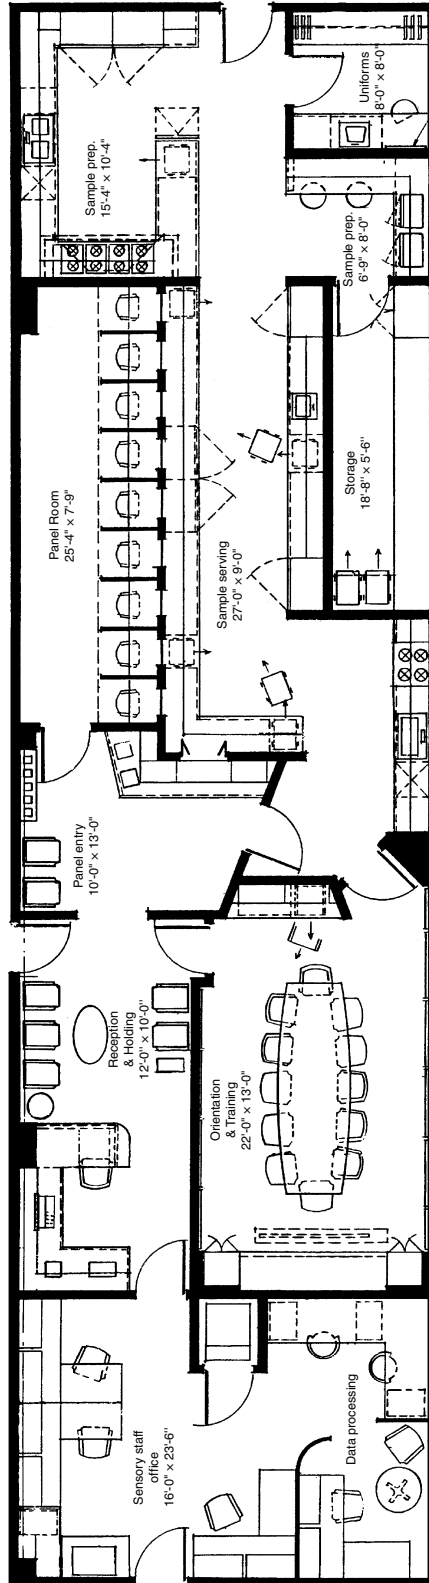 Uniforms
8'-0" × 8'-0"
Sample prep.
15'-4" × 10'-4"
Sample prep.
6'-9" × 8'-0"
Panel Room
25'-4" × 7'-9"
Storage
18'-8" × 5'-6"
Sample serving
27'-0" × 9'-0"
Panel entry
10'-0" × 13'-0"
Reception
& Holding
12'-0" × 10'-0"
Orientation
& Training
22'-0" × 13'-0"
Sensory staff
office
16'-0" × 23'-6"
Data processing